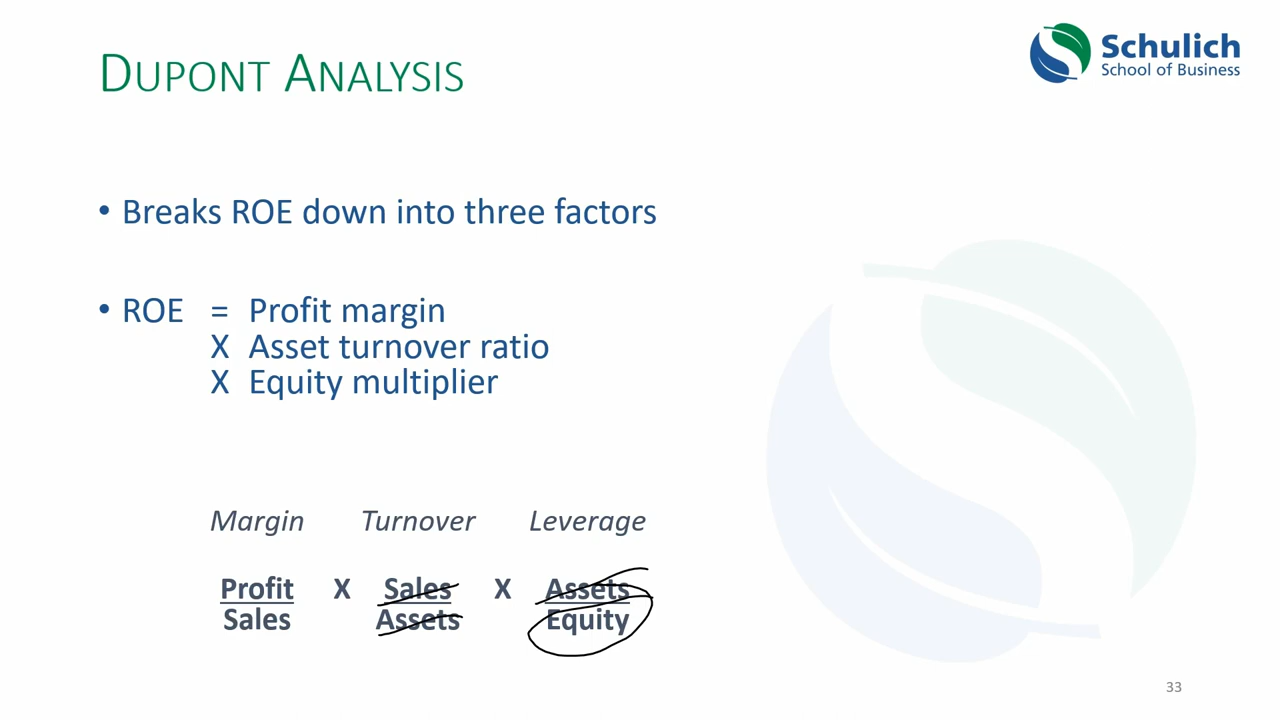 DUPONT ANALYSIS
Schulich
School of Business
• Breaks ROE down into three factors
• ROE = Profit margin
X Asset turnover ratio
X Equity multiplier
Margin Turnover Leverage
Profit X Sales X Assets
Sales Assets Equity
33